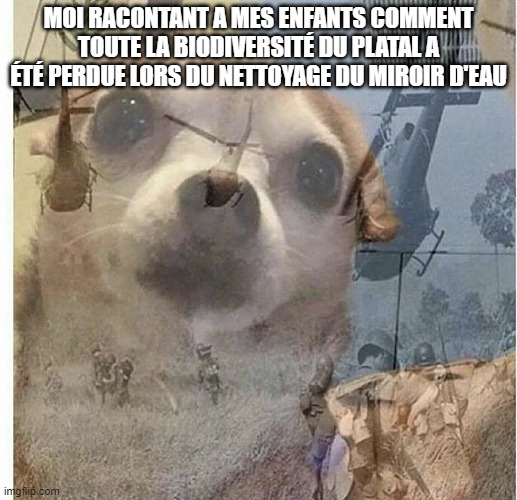 MOI RACONTANT A MES ENFANTS COMMENT
TOUTE LA BIODIVERSITÉ DU PLATAL A
ÉTÉ PERDUE LORS DU NETTOYAGE DU MIROIR D'EAU
imgflip.com